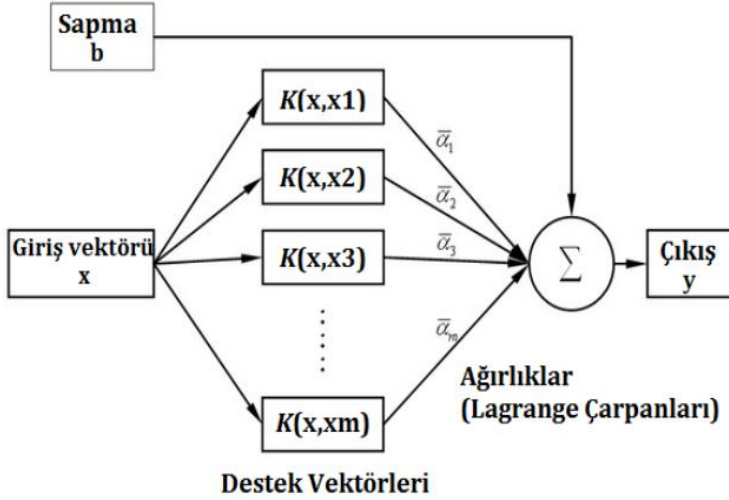 Sapma
b
K(x,x1)
ᾱ₁
K(x,x2)
ᾱ₂
Giriş vektörü
x
K(x,x3)
ᾱ₃
∑
Çıkış
y
ᾱₘ
K(x,xm)
Ağırlıklar
(Lagrange Çarpanları)
Destek Vektörleri